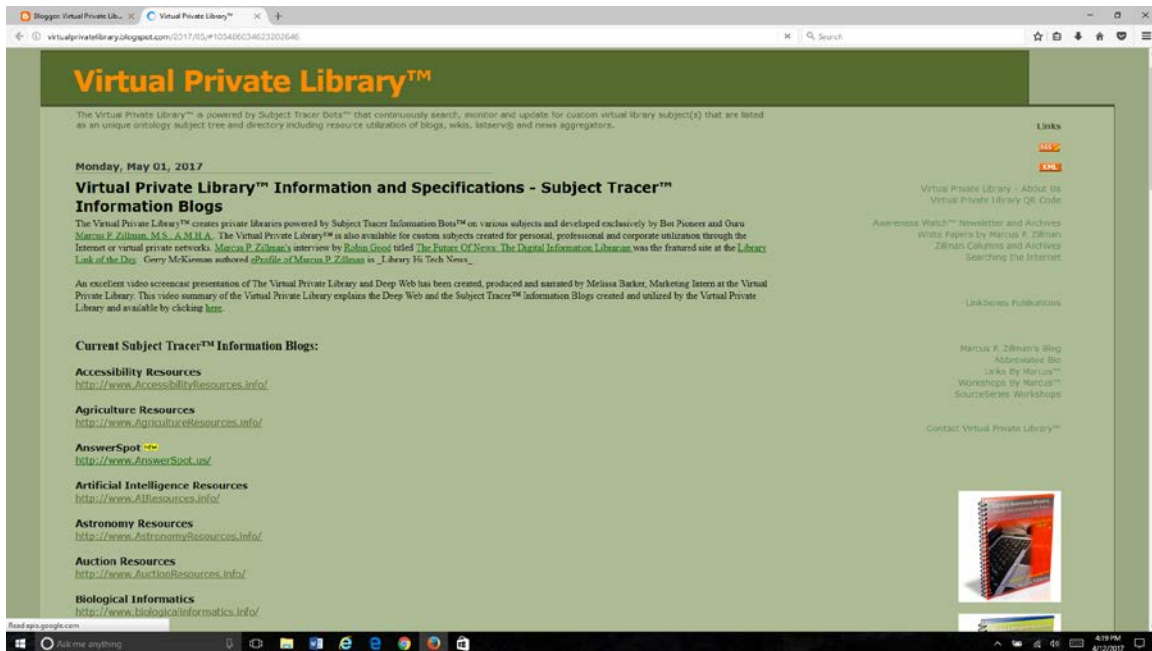 Blogger: Virtual Private Lib...
Virtual Private Library™
virtualprivatelibrary.blogspot.com/2017/05/#105486034623202646
Search
Virtual Private Library™
The Virtual Private Library™ is powered by Subject Tracer Bots™ that continuously search, monitor and update for custom virtual library subject(s) that are listed
as an unique ontology subject tree and directory including resource utilization of blogs, wikis, listserv® and news aggregators.
Monday, May 01, 2017
Virtual Private Library™ Information and Specifications - Subject Tracer™
Information Blogs
The Virtual Private Library™ creates private libraries powered by Subject Tracer Information Bots™ on various subjects and developed exclusively by Bot Pioneer and Guru
Marcus P. Zillman, M.S., A.M.H.A. The Virtual Private Library™ is also available for custom subjects created for personal, professional and corporate utilization through the
Internet or virtual private networks. Marcus P. Zillman's interview by Robin Good titled The Future Of News: The Digital Information Librarian was the featured site at the Library
Link of the Day. Gerry McKiernan authored eProfile of Marcus P. Zillman in _Library Hi Tech News_
An excellent video screencast presentation of The Virtual Private Library and Deep Web has been created, produced and narrated by Melissa Barker, Marketing Intern at the Virtual
Private Library. This video summary of the Virtual Private Library explains the Deep Web and the Subject Tracer™ Information Blogs created and utilized by the Virtual Private
Library and available by clicking here.
Current Subject Tracer™ Information Blogs:
Accessibility Resources
http://www.AccessibilityResources.info/
Agriculture Resources
http://www.AgricultureResources.info/
AnswerSpot NEW
http://www.AnswerSpot.us/
Artificial Intelligence Resources
http://www.AIResources.info/
Astronomy Resources
http://www.AstronomyResources.info/
Auction Resources
http://www.AuctionResources.info/
Biological Informatics
http://www.biologicalinformatics.info/
Links
RSS
XML
Virtual Private Library - About Us
Virtual Private Library QR Code
Awareness Watch™ Newsletter and Archives
White Papers by Marcus P. Zillman
Zillman Columns and Archives
Searching the Internet
LinkSeries Publications
Marcus P. Zillman's Blog
Abbreviated Bio
Links By Marcus™
Workshops by Marcus™
SourceSeries Workshops
Contact Virtual Private Library™
Read apis.google.com
Ask me anything
4:19 PM
4/12/2017